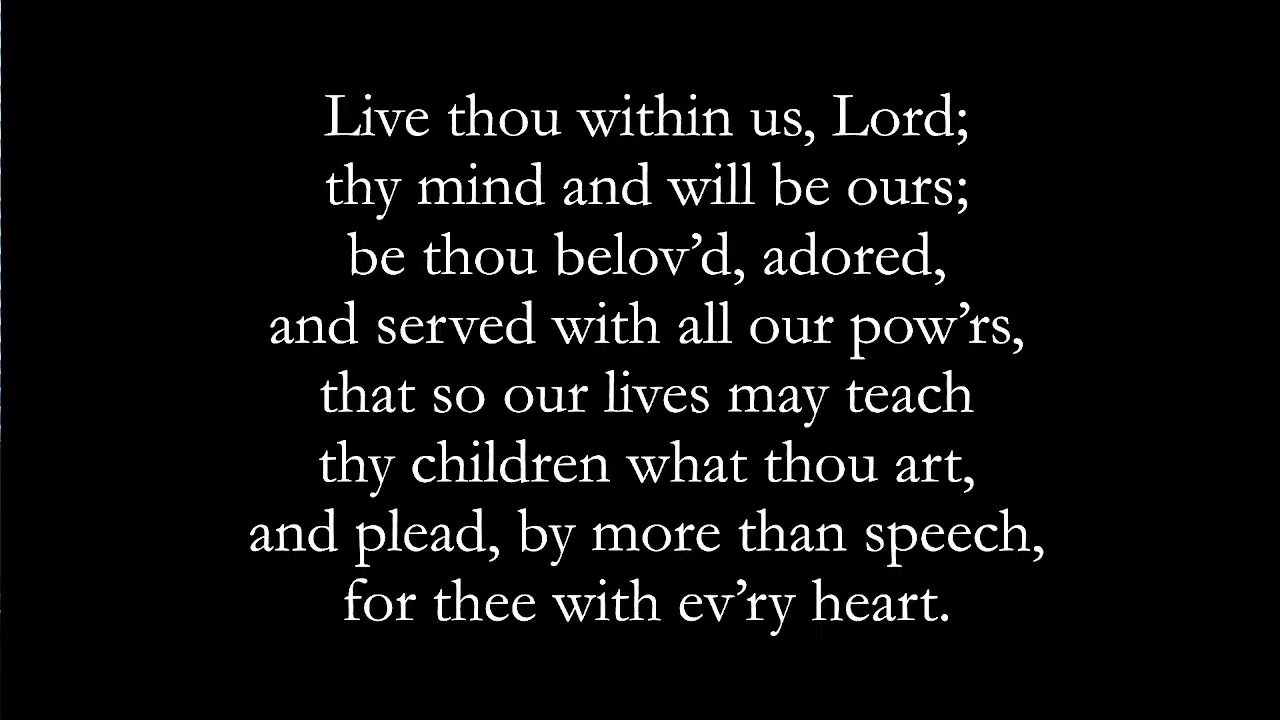 Live thou within us, Lord;
thy mind and will be ours;
be thou belov’d, adored,
and served with all our pow’rs,
that so our lives may teach
thy children what thou art,
and plead, by more than speech,
for thee with ev’ry heart.